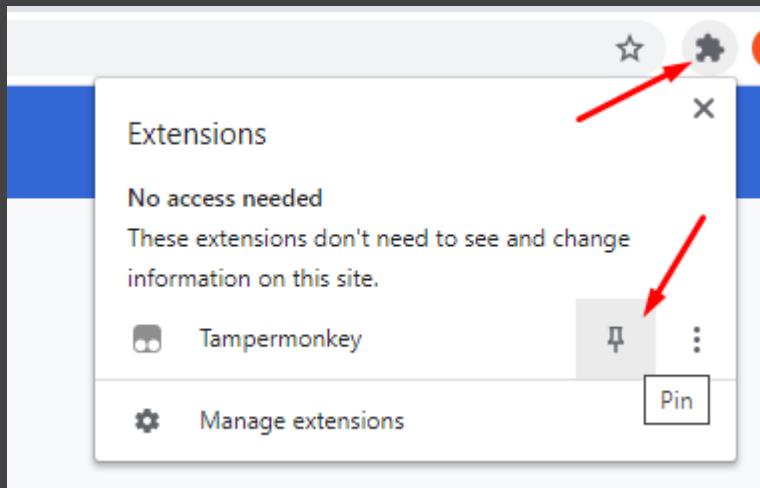 Extensions
No access needed
These extensions don't need to see and change
information on this site.
Tampermonkey
Pin
Manage extensions